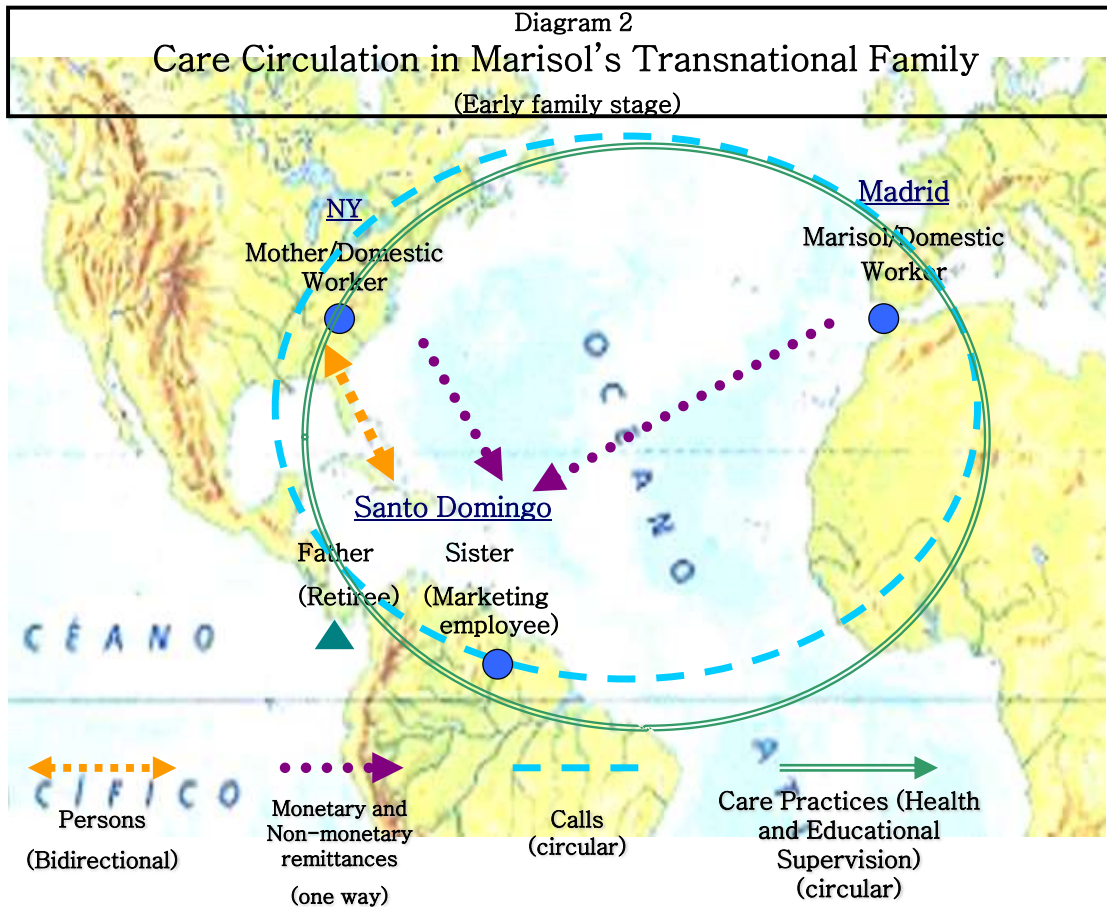 Diagram 2
Care Circulation in Marisol's Transnational Family
(Early family stage)
NY
Mother/Domestic
Worker
Madrid
Marisol/Domestic
Worker
OCÉANO
Santo Domingo
Father
(Retiree)
Sister
(Marketing
employee)
CÉANO
CÍFICO
AT
Persons
(Bidirectional)
Monetary and
Non-monetary
remittances
(one way)
Calls
(circular)
Care Practices (Health
and Educational
Supervision)
(circular)